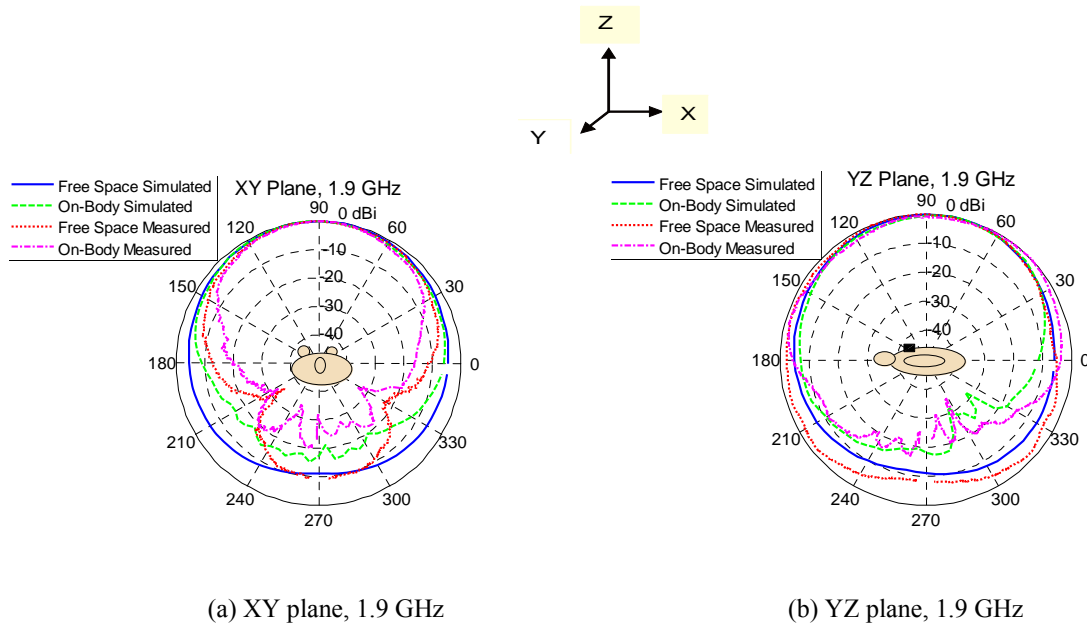 Z
X
Y
Free Space Simulated
On-Body Simulated
Free Space Measured
On-Body Measured
XY Plane, 1.9 GHz
90
0 dBi
120
60
-10
150
-20
30
-30
-40
180
0
210
330
240
300
270
Free Space Simulated
On-Body Simulated
Free Space Measured
On-Body Measured
YZ Plane, 1.9 GHz
90
0 dBi
120
60
-10
150
-20
30
-30
-40
180
0
210
330
240
300
270
(a) XY plane, 1.9 GHz
(b) YZ plane, 1.9 GHz